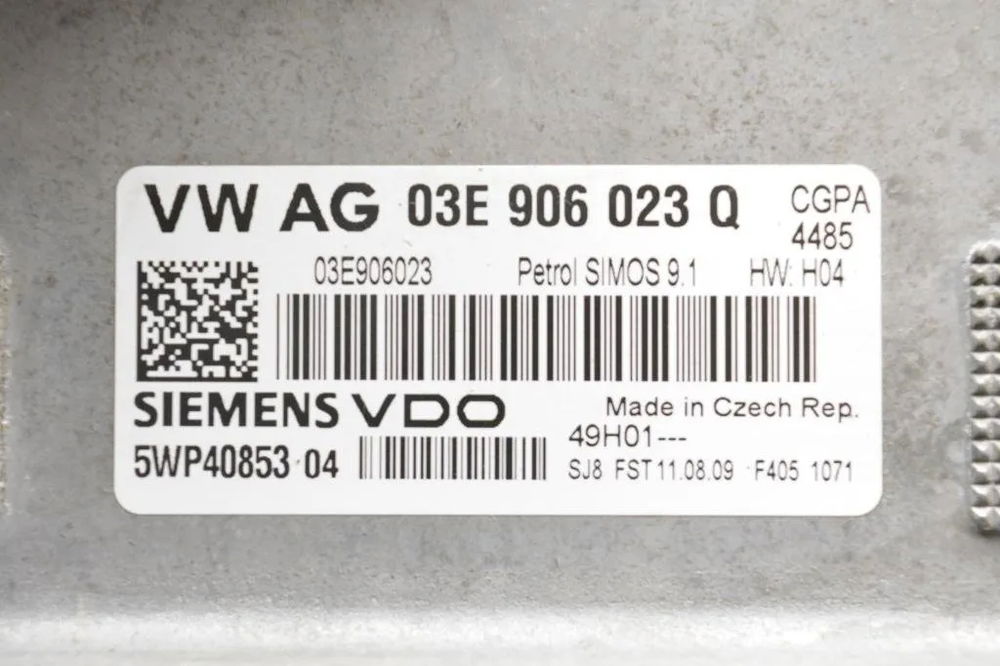 VW AG 03E 906 023 Q CGPA
4485
03E906023 Petrol SIMOS 9.1 HW: H04
SIEMENS VDO Made in Czech Rep.
49H01---
5WP40853 04 SJ8 FST 11.08.09 F405 1071